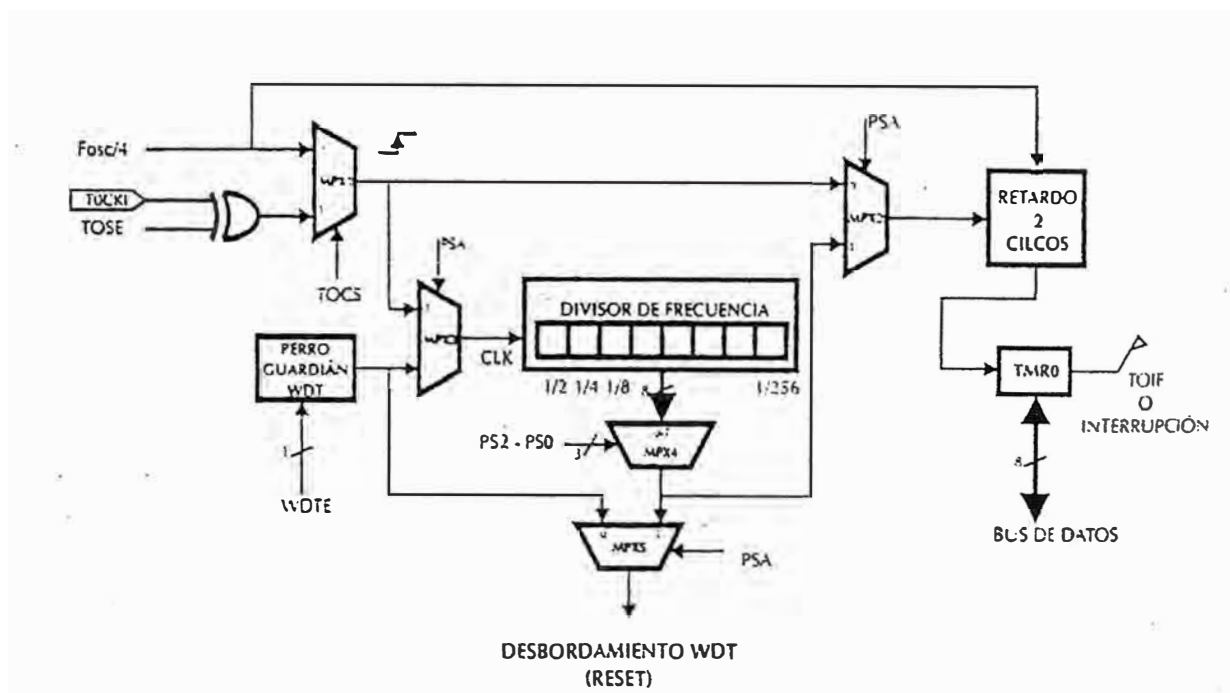 PSA
Fosc/4
T0CKI
TOSE
TOCS
PSA
RETARDO
2
CILCOS
DIVISOR DE FRECUENCIA
CLK
1/2 1/4 1/8 8 1/256
PERRO
GUARDIÁN
WDT
1
WDTE
PS2 - PS0
3
MPX4
MPX5
PSA
TMR0
TOIF
O
INTERRUPCIÓN
8
BUS DE DATOS
DESBORDAMIENTO WDT
(RESET)